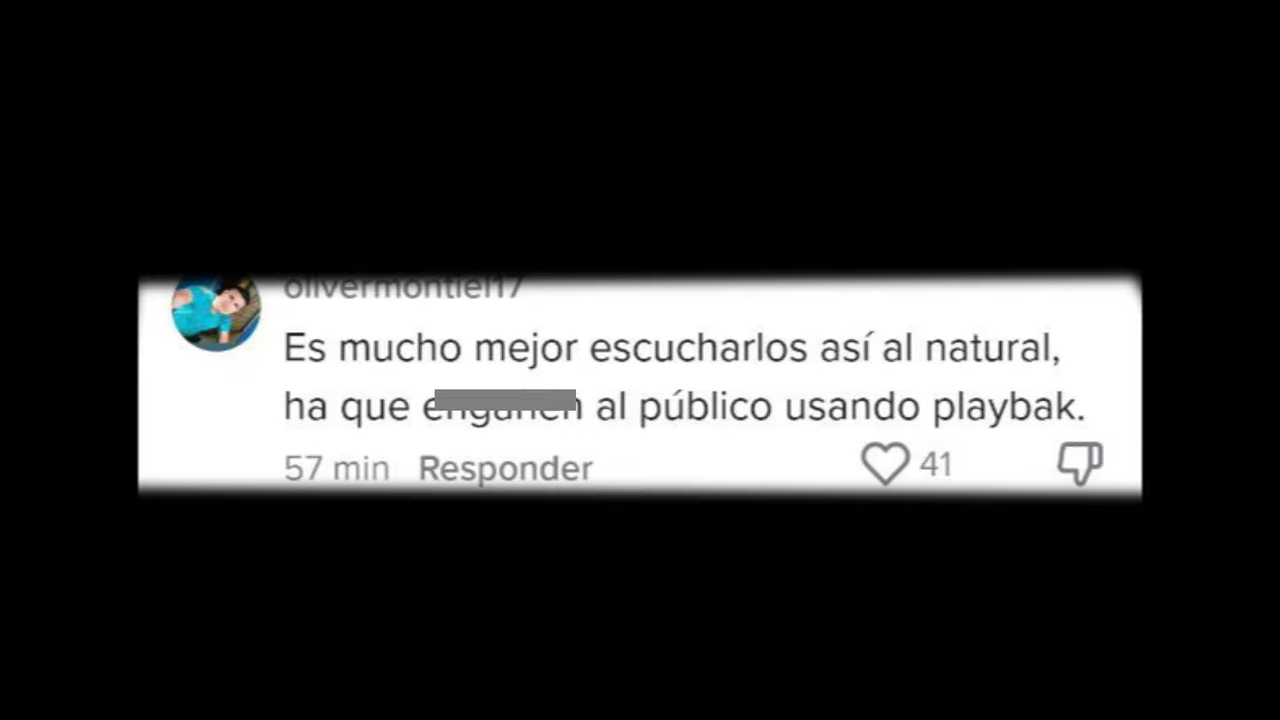 olivermontiel17
Es mucho mejor escucharlos así al natural,
ha que al público usando playbak.
57 min Responder 41